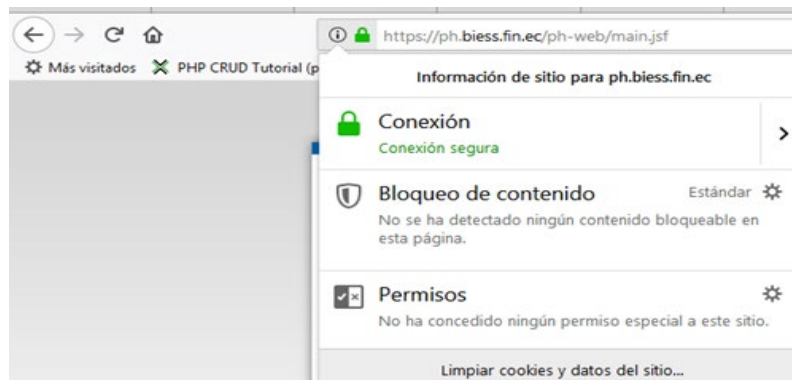 https://ph.biess.fin.ec/ph-web/main.jsf
Más visitados PHP CRUD Tutorial (p
Información de sitio para ph.biess.fin.ec
Conexión
Conexión segura
Bloqueo de contenido Estándar
No se ha detectado ningún contenido bloqueable en
esta página.
Permisos
No ha concedido ningún permiso especial a este sitio.
Limpiar cookies y datos del sitio...